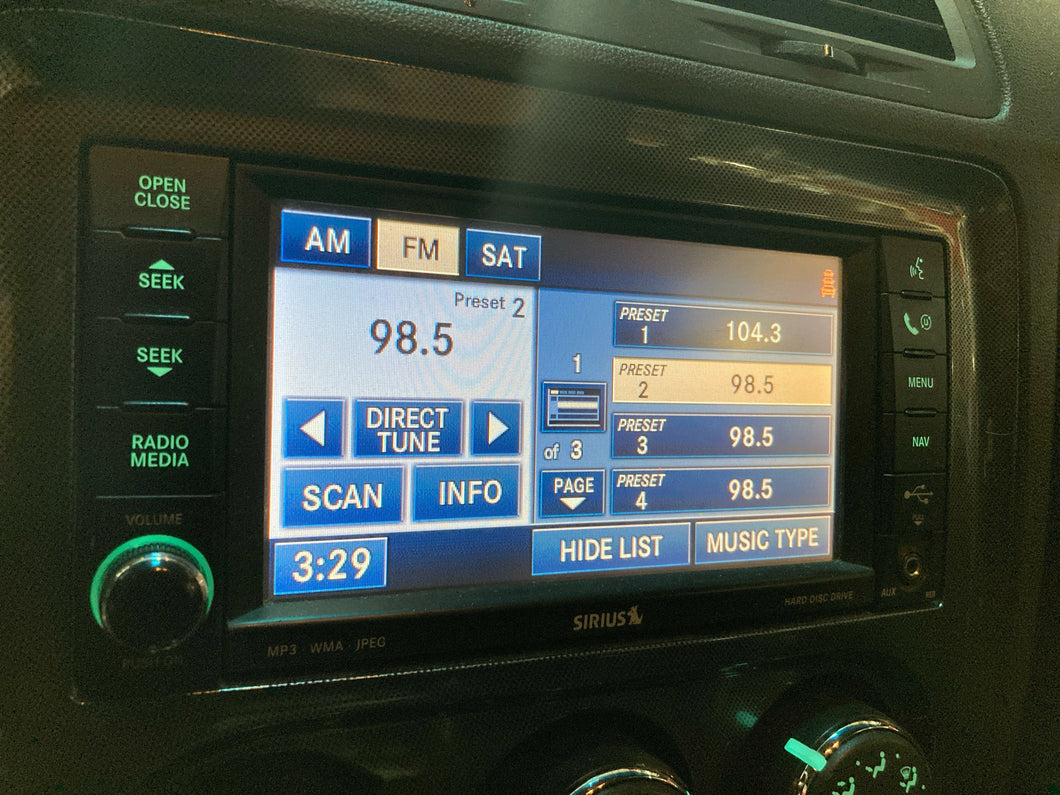 OPEN
CLOSE
SEEK
SEEK
RADIO
MEDIA
VOLUME
AM FM SAT
Preset 2
98.5
DIRECT
TUNE
SCAN INFO
3:29
1
of 3
PAGE
PRESET
1 104.3
PRESET
2 98.5
PRESET
3 98.5
PRESET
4 98.5
HIDE LIST MUSIC TYPE
MENU
NAV
AUX
SIRIUS
HARD DISC DRIVE
MP3 · WMA · JPEG